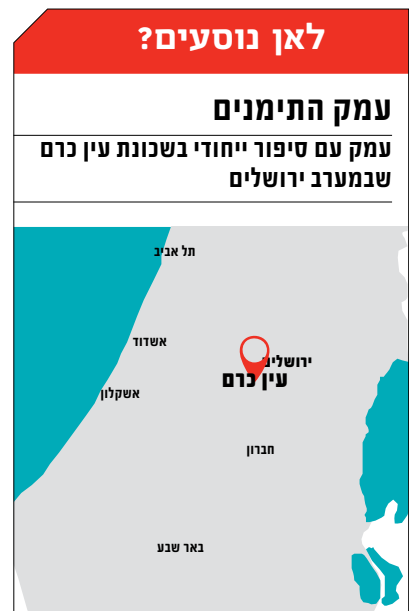 לאן נוסעים?
עמק התימנים
עמק עם סיפור ייחודי בשכונת עין כרם
שבמערב ירושלים
תל אביב
אשדוד
ירושלים
עין כרם
אשקלון
חברון
באר שבע